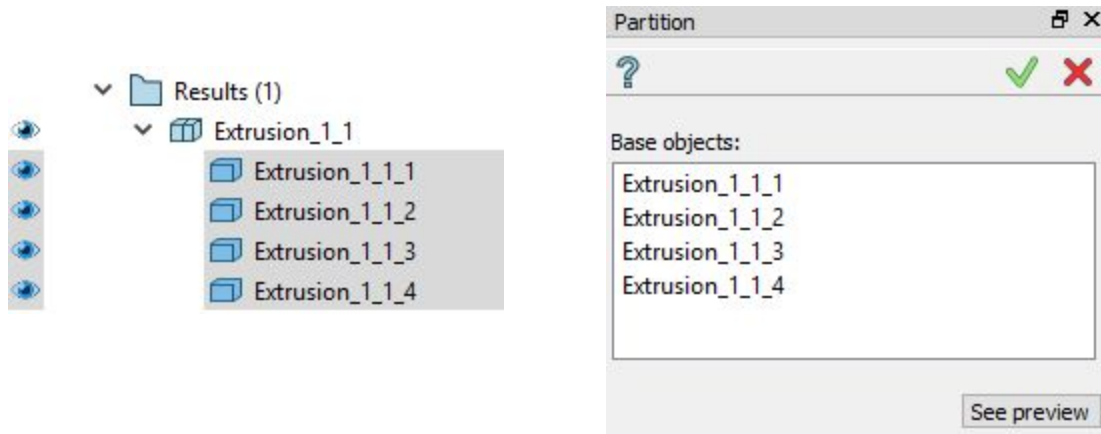 Results (1)
Extrusion_1_1
Extrusion_1_1_1
Extrusion_1_1_2
Extrusion_1_1_3
Extrusion_1_1_4
Partition
Base objects:
Extrusion_1_1_1
Extrusion_1_1_2
Extrusion_1_1_3
Extrusion_1_1_4
See preview